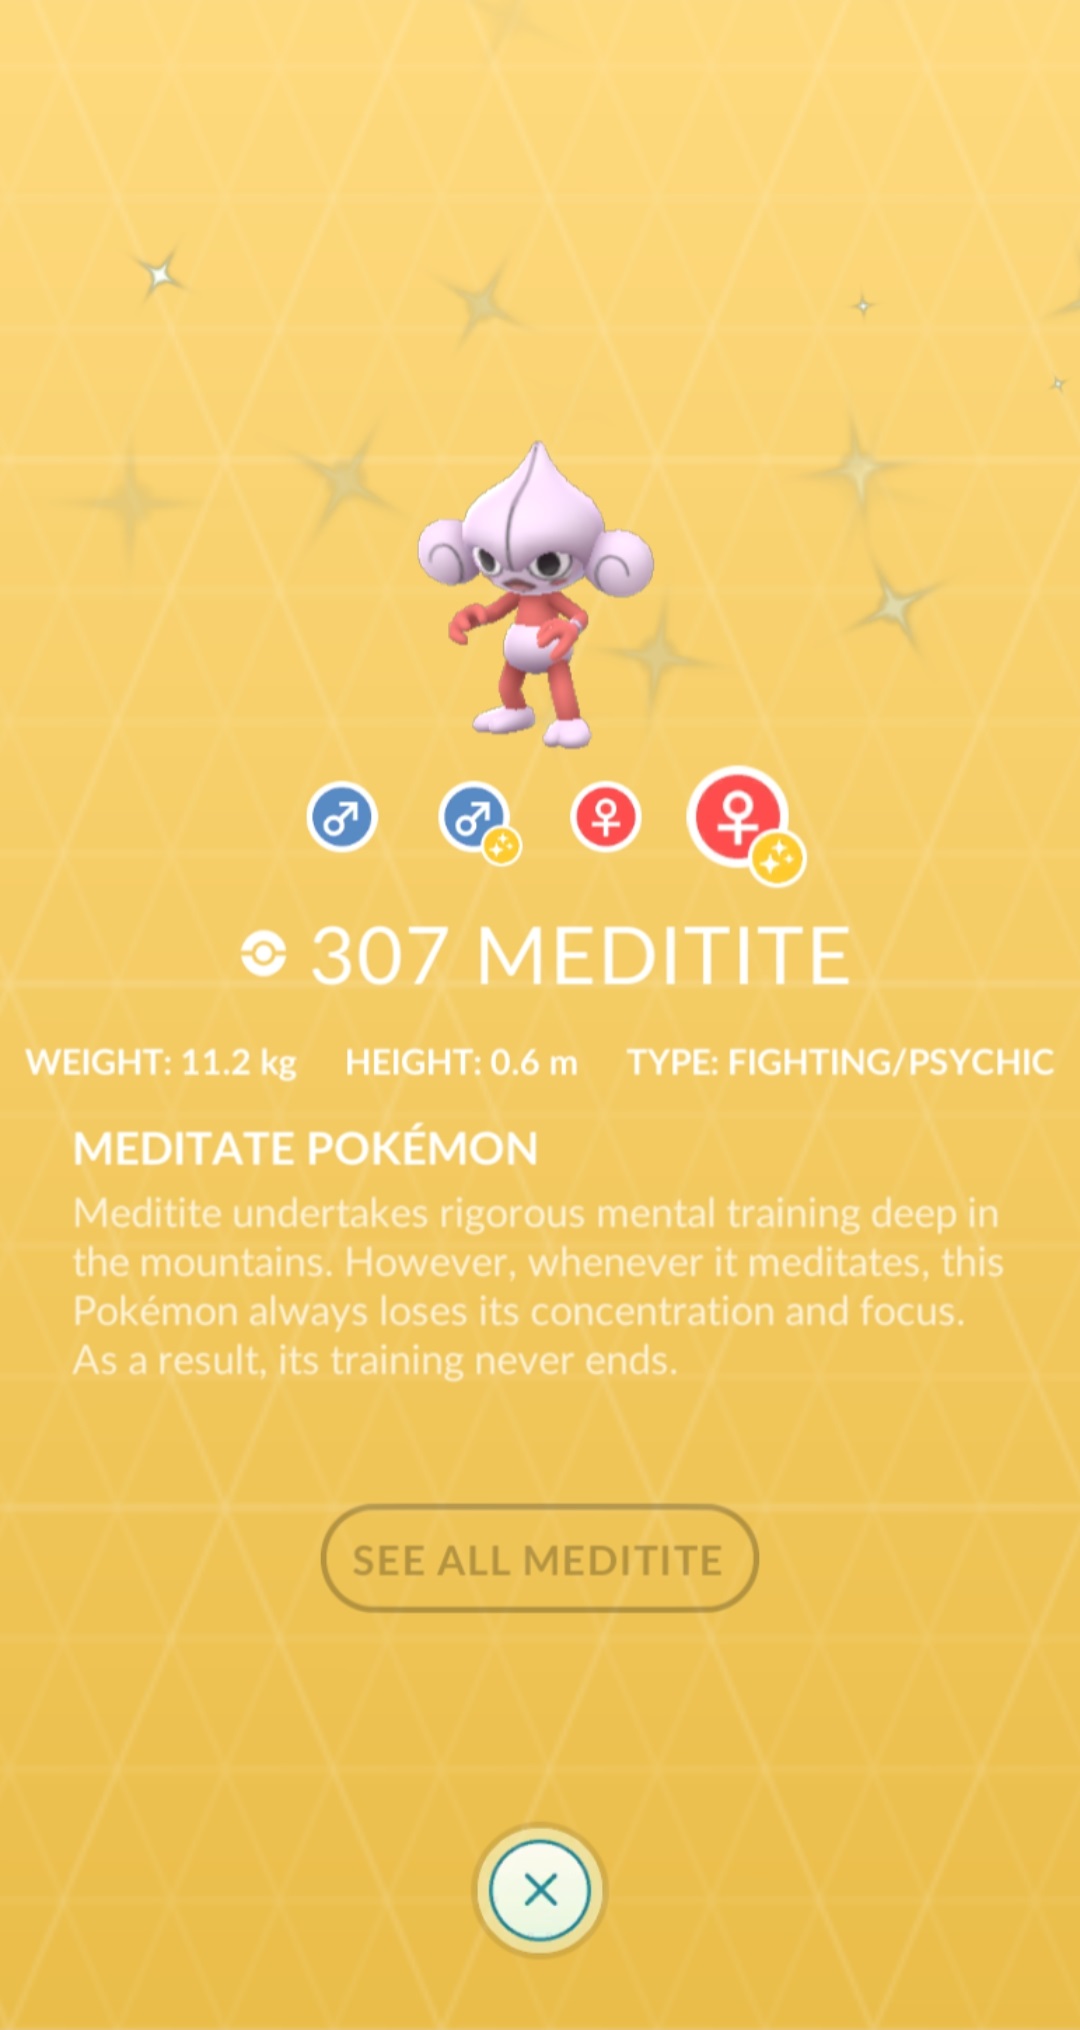 307 MEDITITE
WEIGHT: 11.2 kg HEIGHT: 0.6 m TYPE: FIGHTING/PSYCHIC
MEDITATE POKÉMON
Meditite undertakes rigorous mental training deep in
the mountains. However, whenever it meditates, this
Pokémon always loses its concentration and focus.
As a result, its training never ends.
SEE ALL MEDITITE